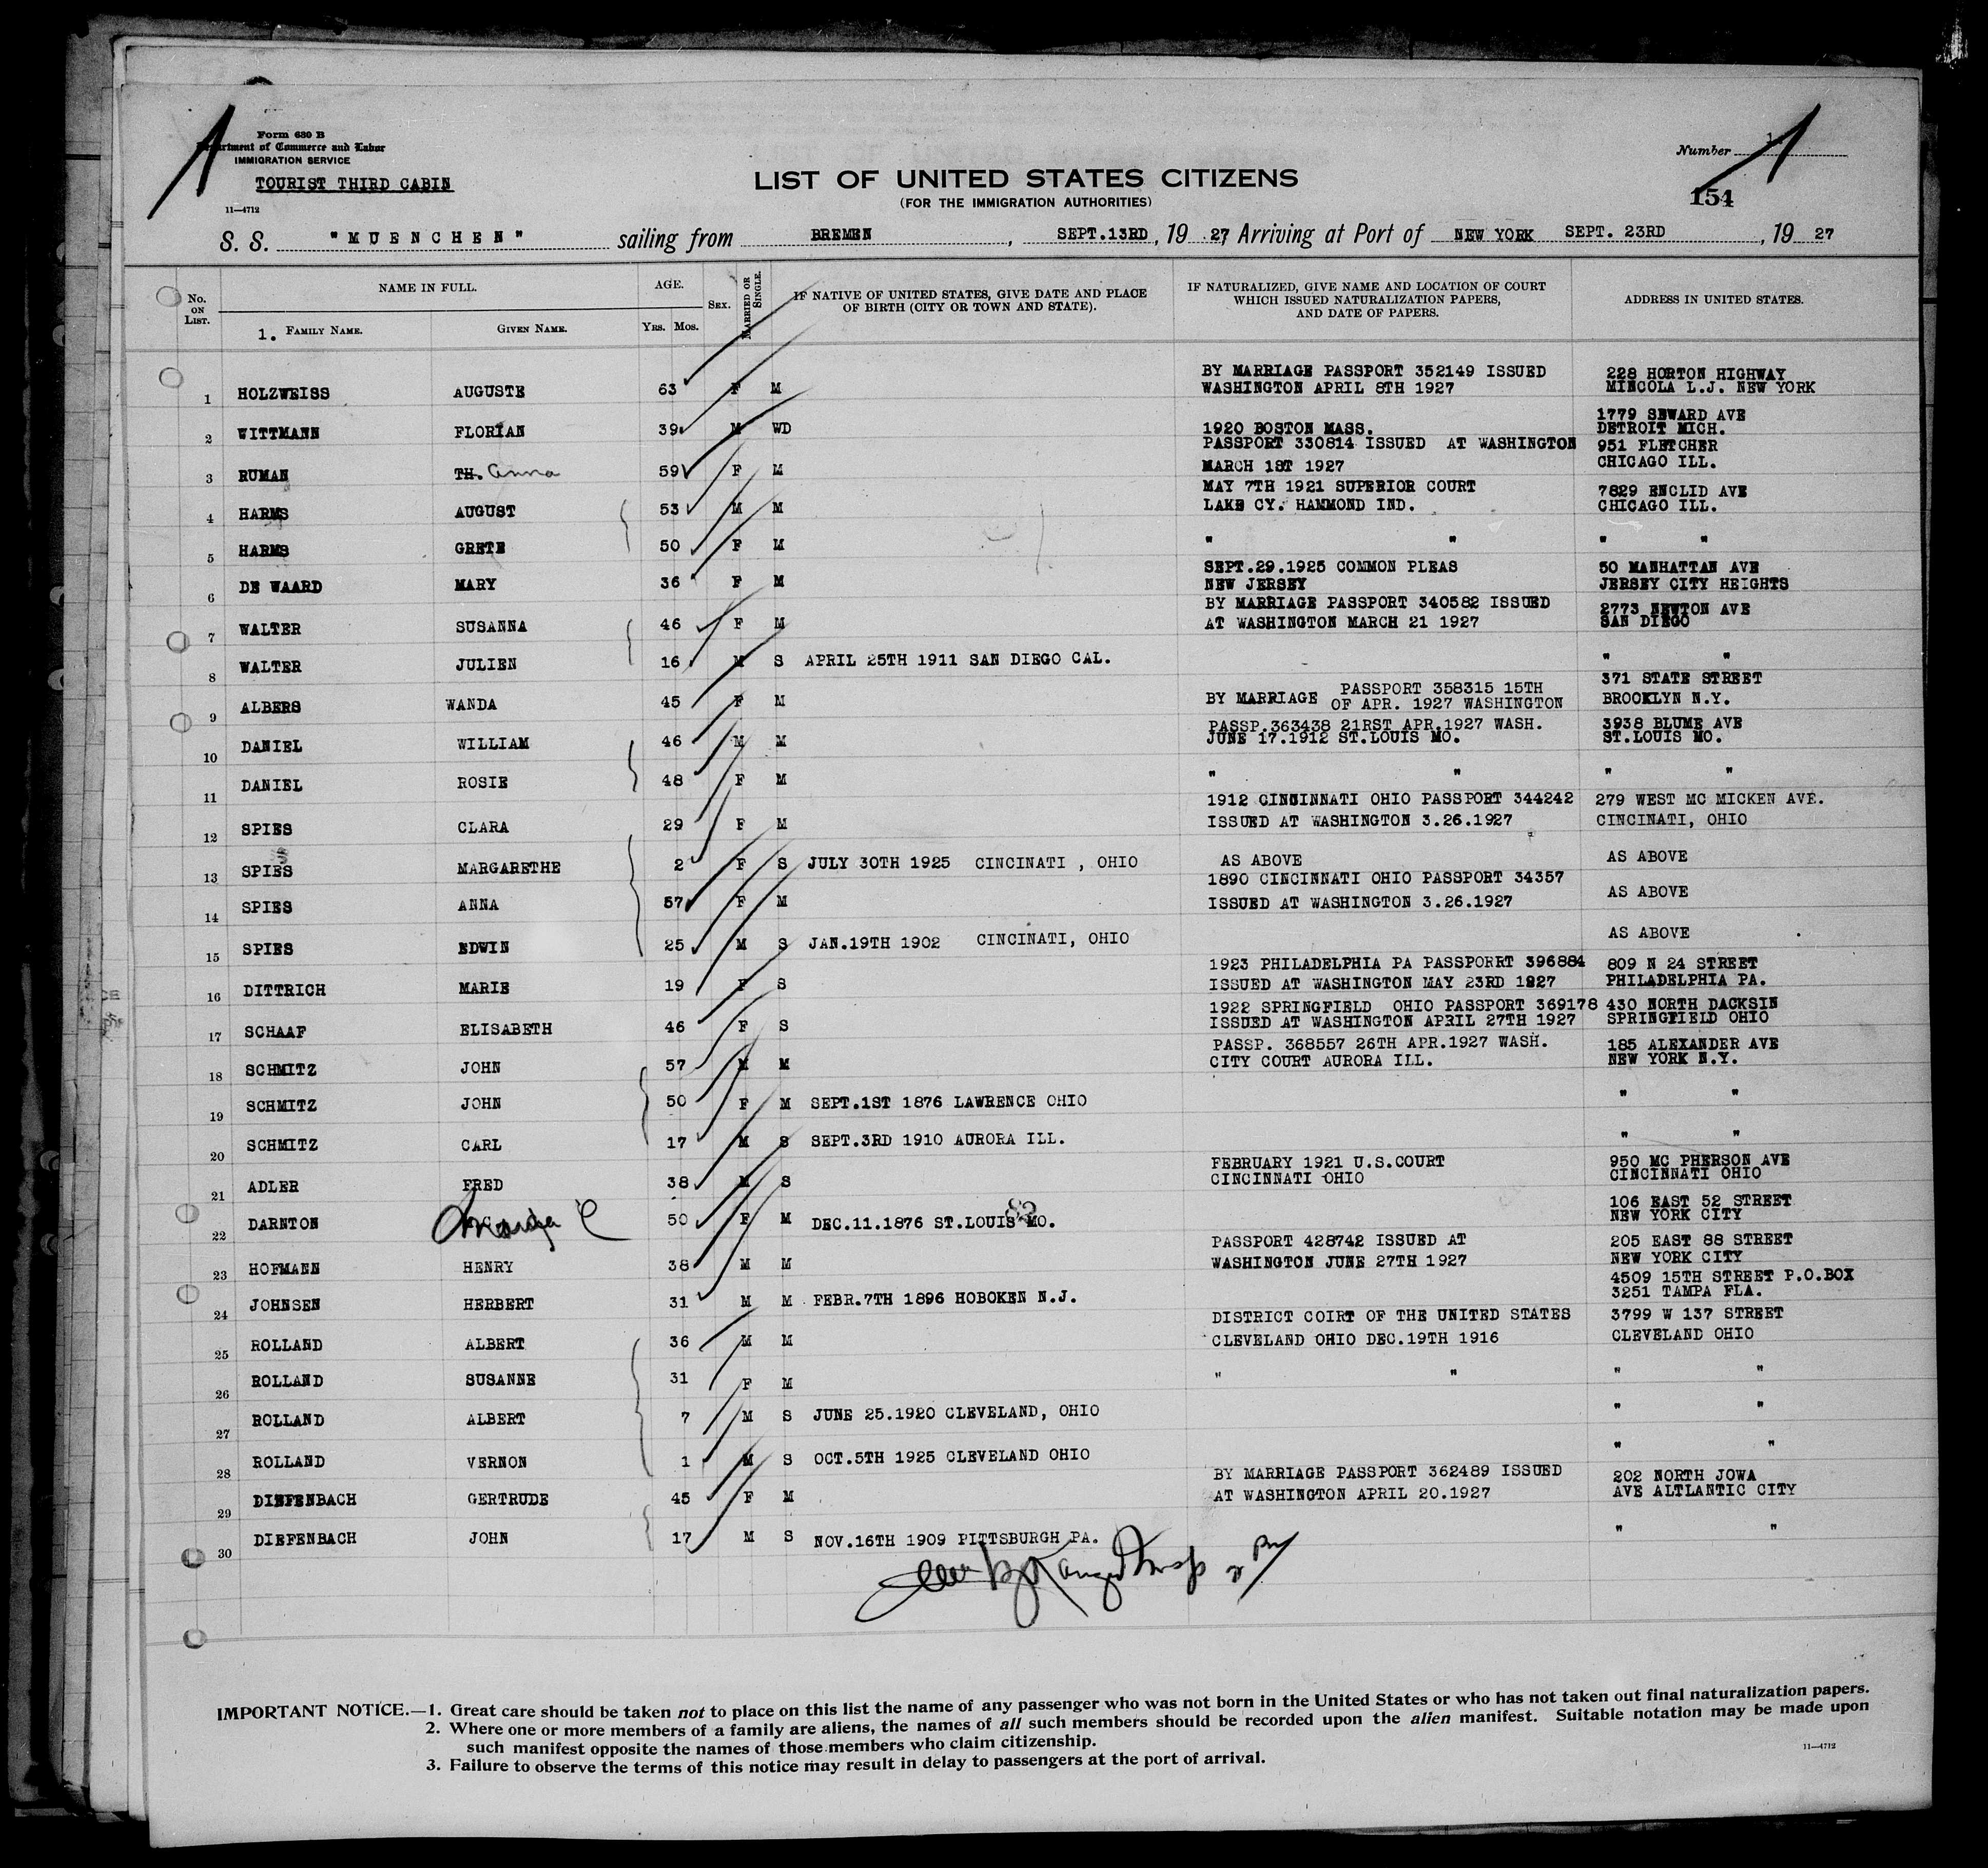 Form 630 B
Department of Commerce and Labor
IMMIGRATION SERVICE
TOURIST THIRD CABIN
11—4712
Number 1
154
LIST OF UNITED STATES CITIZENS
(FOR THE IMMIGRATION AUTHORITIES)
S. S. "MUENCHEN" sailing from BREMEN, SEPT.13RD, 1927, Arriving at Port of NEW YORK SEPT. 23RD, 1927
No. ON LIST. NAME IN FULL. 1. FAMILY NAME. GIVEN NAME. AGE. YRS. MOS. SEX. MARRIED OR SINGLE. IF NATIVE OF UNITED STATES, GIVE DATE AND PLACE OF BIRTH (CITY OR TOWN AND STATE). IF NATURALIZED, GIVE NAME AND LOCATION OF COURT WHICH ISSUED NATURALIZATION PAPERS, AND DATE OF PAPERS. ADDRESS IN UNITED STATES.
1 HOLZWEISS AUGUSTE 63 F M BY MARRIAGE PASSPORT 352149 ISSUED WASHINGTON APRIL 8TH 1927 228 HORTON HIGHWAY MINCOLA L.J. NEW YORK
2 WITTMANN FLORIAN 39 M WD 1920 BOSTON MASS. 1779 SEWARD AVE DETROIT MICH.
3 RUMAN TH. Anna 59 F M PASSPORT 330814 ISSUED AT WASHINGTON MARCH 1ST 1927 951 FLETCHER CHICAGO ILL.
4 HARMS AUGUST 53 M M MAY 7TH 1921 SUPERIOR COURT LAKE CY. HAMMOND IND. 7829 ENCLID AVE CHICAGO ILL.
5 HARMS GRETE 50 F M " " " "
6 DE WAARD MARY 36 F M SEPT.29.1925 COMMON PLEAS NEW JERSEY 50 MANHATTAN AVE JERSEY CITY HEIGHTS
7 WALTER SUSANNA 46 F M BY MARRIAGE PASSPORT 340582 ISSUED AT WASHINGTON MARCH 21 1927 2773 NEWTON AVE SAN DIEGO
8 WALTER JULIEN 16 M S APRIL 25TH 1911 SAN DIEGO CAL. " "
9 ALBERS WANDA 45 F M BY MARRIAGE PASSPORT 358315 15TH OF APR. 1927 WASHINGTON 371 STATE STREET BROOKLYN N.Y.
10 DANIEL WILLIAM 46 M M PASSP.363438 21RST APR.1927 WASH. JUNE 17.1912 ST.LOUIS MO. 3938 BLUME AVE ST.LOUIS MO.
11 DANIEL ROSIE 48 F M " " " "
12 SPIES CLARA 29 F M 1912 CINCINNATI OHIO PASSPORT 344242 ISSUED AT WASHINGTON 3.26.1927 279 WEST MC MICKEN AVE. CINCINATI, OHIO
13 SPIES MARGARETHE 2 F S JULY 30TH 1925 CINCINATI , OHIO AS ABOVE AS ABOVE
14 SPIES ANNA 57 F M 1890 CINCINNATI OHIO PASSPORT 34357 ISSUED AT WASHINGTON 3.26.1927 AS ABOVE
15 SPIES EDWIN 25 M S JAN.19TH 1902 CINCINATI, OHIO AS ABOVE
16 DITTRICH MARIE 19 F S 1923 PHILADELPHIA PA PASSPORRT 396884 ISSUED AT WASHINGTON MAY 23RD 1927 809 N 24 STREET PHILADELPHIA PA.
17 SCHAAF ELISABETH 46 F S 1922 SPRINGFIELD OHIO PASSPORT 369178 ISSUED AT WASHINGTON APRIL 27TH 1927 430 NORTH DACKSIN SPRINGFIELD OHIO
18 SCHMITZ JOHN 57 M M PASSP. 368557 26TH APR.1927 WASH. CITY COURT AURORA ILL. 185 ALEXANDER AVE NEW YORK N.Y.
19 SCHMITZ JOHN 50 F M SEPT.1ST 1876 LAWRENCE OHIO " "
20 SCHMITZ CARL 17 M S SEPT.3RD 1910 AURORA ILL. " "
21 ADLER FRED 38 M S FEBRUARY 1921 U.S.COURT CINCINNATI OHIO 950 MC PHERSON AVE CINCINNATI OHIO
22 DARNTON 50 F M DEC.11.1876 ST.LOUIS MO. 82 106 EAST 52 STREET NEW YORK CITY
23 HOFMANN HENRY 38 M M PASSPORT 428742 ISSUED AT WASHINGTON JUNE 27TH 1927 205 EAST 88 STREET NEW YORK CITY
24 JOHNSEN HERBERT 31 M M FEBR.7TH 1896 HOBOKEN N.J. 4509 15TH STREET P.O.BOX 3251 TAMPA FLA.
25 ROLLAND ALBERT 36 M M DISTRICT COIRT OF THE UNITED STATES CLEVELAND OHIO DEC.19TH 1916 3799 W 137 STREET CLEVELAND OHIO
26 ROLLAND SUSANNE 31 F M " " " "
27 ROLLAND ALBERT 7 M S JUNE 25.1920 CLEVELAND, OHIO " "
28 ROLLAND VERNON 1 M S OCT.5TH 1925 CLEVELAND OHIO " "
29 DIEFENBACH GERTRUDE 45 F M BY MARRIAGE PASSPORT 362489 ISSUED AT WASHINGTON APRIL 20.1927 202 NORTH JOWA AVE ALTLANTIC CITY
30 DIEFENBACH JOHN 17 M S NOV.16TH 1909 PITTSBURGH PA. " "
IMPORTANT NOTICE.—1. Great care should be taken not to place on this list the name of any passenger who was not born in the United States or who has not taken out final naturalization papers.
2. Where one or more members of a family are aliens, the names of all such members should be recorded upon the alien manifest. Suitable notation may be made upon
such manifest opposite the names of those members who claim citizenship.
3. Failure to observe the terms of this notice may result in delay to passengers at the port of arrival.
11—4712